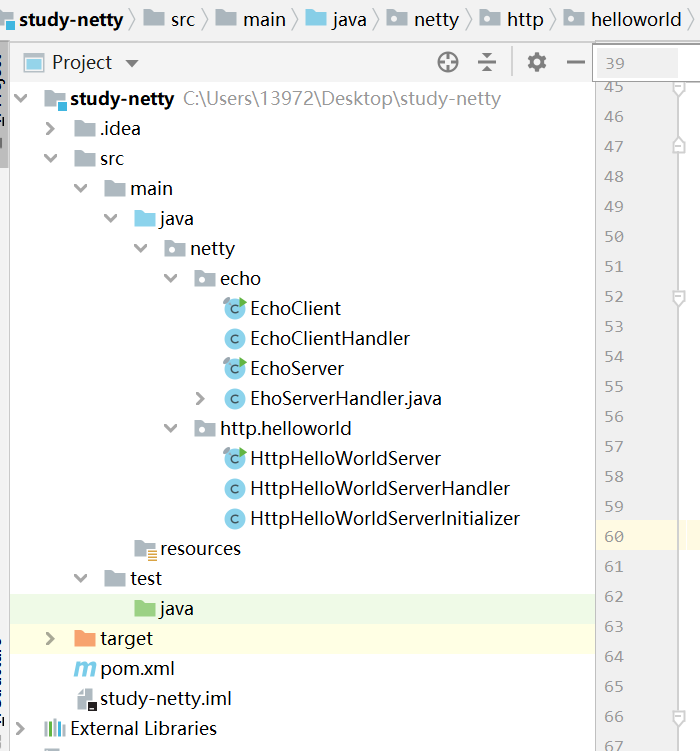 study-netty src main java netty http helloworld
Project
39
study-netty C:\Users\13972\Desktop\study-netty
45
.idea
46
src
47
main
48
java
49
netty
50
echo
51
EchoClient
52
EchoClientHandler
53
EchoServer
54
EhoServerHandler.java
55
http.helloworld
56
HttpHelloWorldServer
57
HttpHelloWorldServerHandler
58
HttpHelloWorldServerInitializer
59
resources
60
test
61
java
62
target
63
pom.xml
64
study-netty.iml
65
External Libraries
66
67